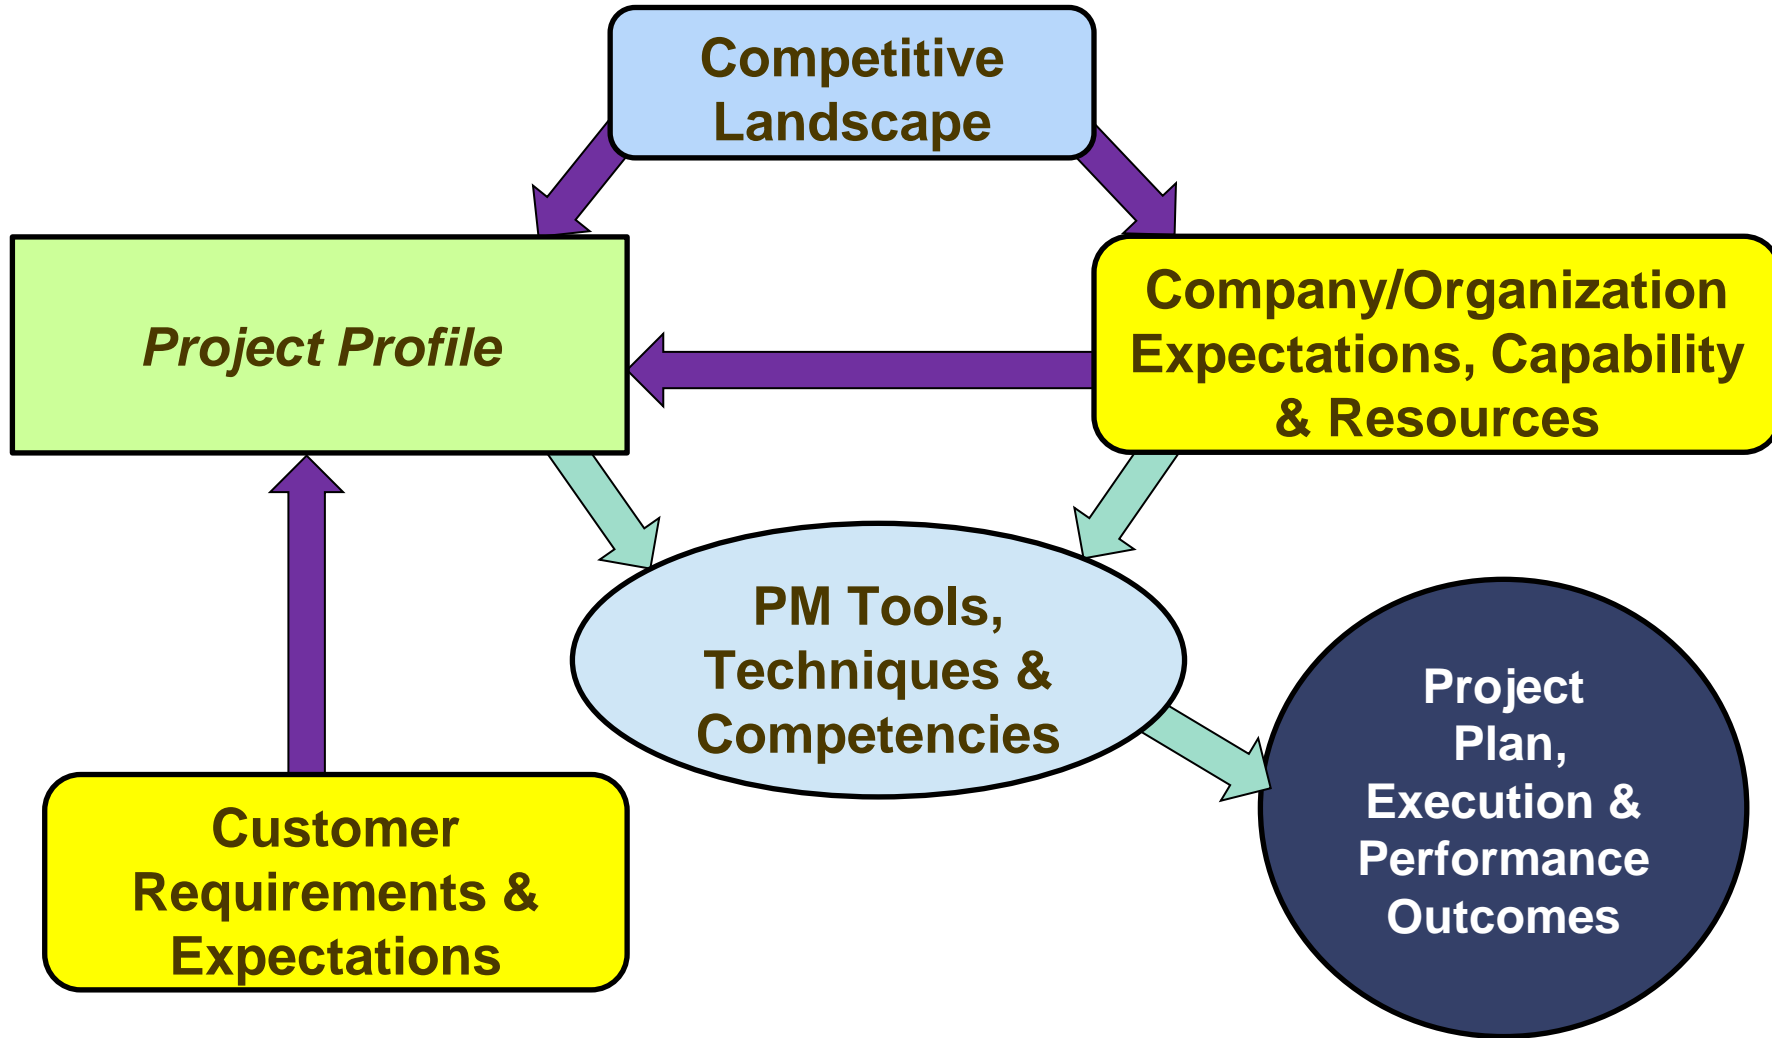 Competitive
Landscape
Project Profile
Company/Organization
Expectations, Capability
& Resources
PM Tools,
Techniques &
Competencies
Project
Plan,
Execution &
Performance
Outcomes
Customer
Requirements &
Expectations